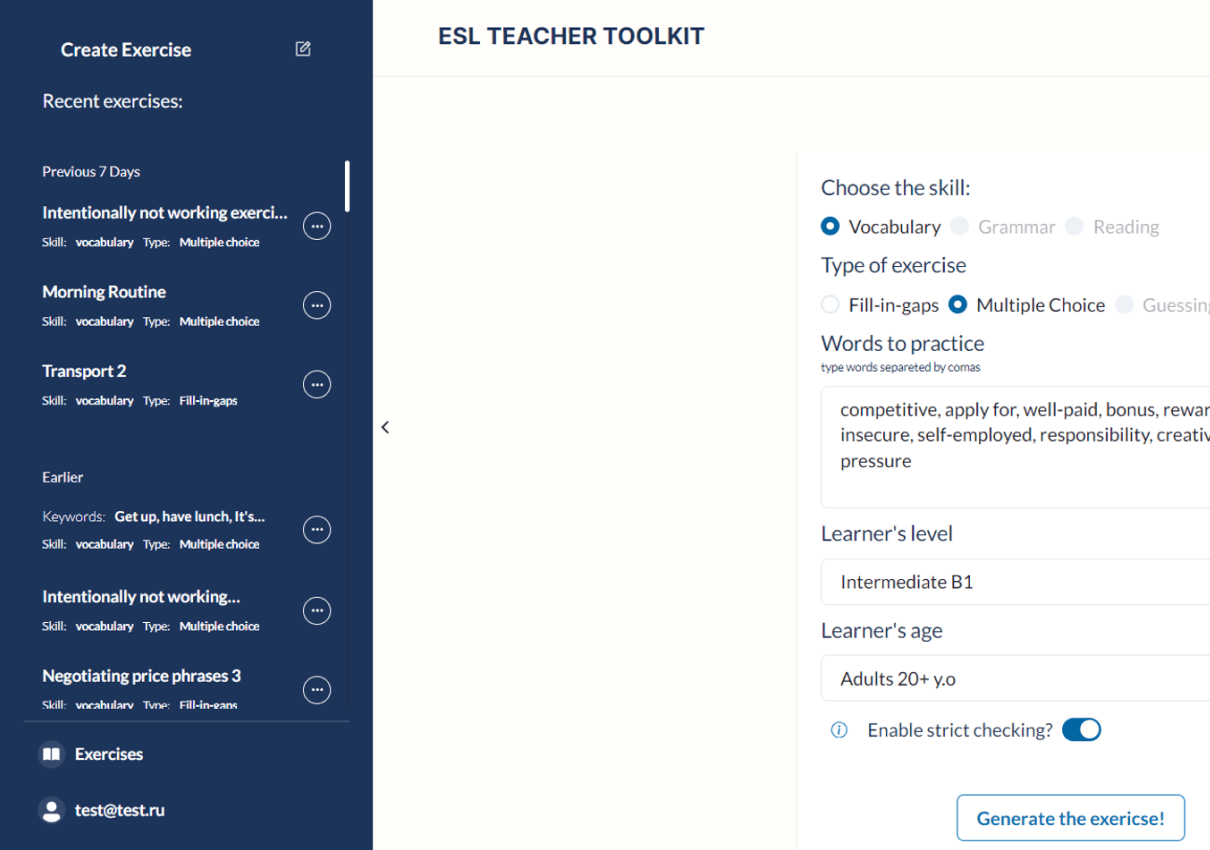 Create Exercise
Recent exercises:
Previous 7 Days
Intentionally not working exerci...
Skill: vocabulary Type: Multiple choice
Morning Routine
Skill: vocabulary Type: Multiple choice
Transport 2
Skill: vocabulary Type: Fill-in-gaps
Earlier
Keywords: Get up, have lunch, It's...
Skill: vocabulary Type: Multiple choice
Intentionally not working...
Skill: vocabulary Type: Multiple choice
Negotiating price phrases 3
Skill: vocabulary Type: Fill-in-gaps
Exercises
test@test.ru
ESL TEACHER TOOLKIT
Choose the skill:
Vocabulary Grammar Reading
Type of exercise
Fill-in-gaps Multiple Choice Guessing
Words to practice
type words separeted by comas
competitive, apply for, well-paid, bonus, rewar
insecure, self-employed, responsibility, creativ
pressure
Learner's level
Intermediate B1
Learner's age
Adults 20+ y.o
Enable strict checking?
Generate the exericse!